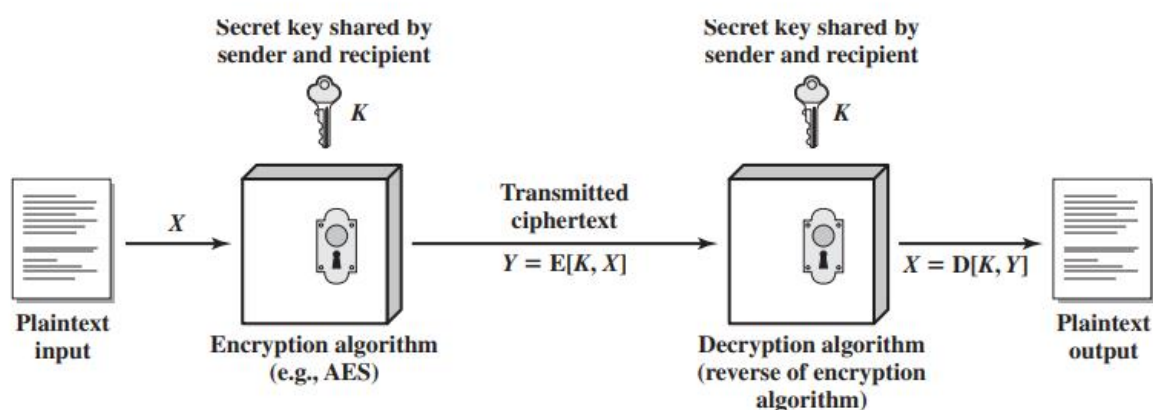 Secret key shared by
sender and recipient
K
Secret key shared by
sender and recipient
K
Plaintext
input
X
Encryption algorithm
(e.g., AES)
Transmitted
ciphertext
Y = E[K, X]
Decryption algorithm
(reverse of encryption
algorithm)
X = D[K, Y]
Plaintext
output